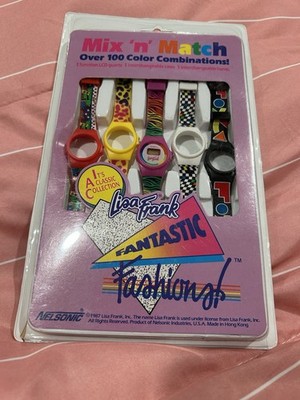 Mix 'n' Match
Over 100 Color Combinations!
IT'S
A CLASSIC
COLLECTION
Lisa Frank
FANTASTIC
Fashions!
TM
NELSONIC
©1987 Lisa Frank, Inc. The name Lisa Frank is used under license from Lisa Frank, Inc.
All Rights Reserved. Product of Nelsonic Industries, U.S.A. Made in Hong Kong